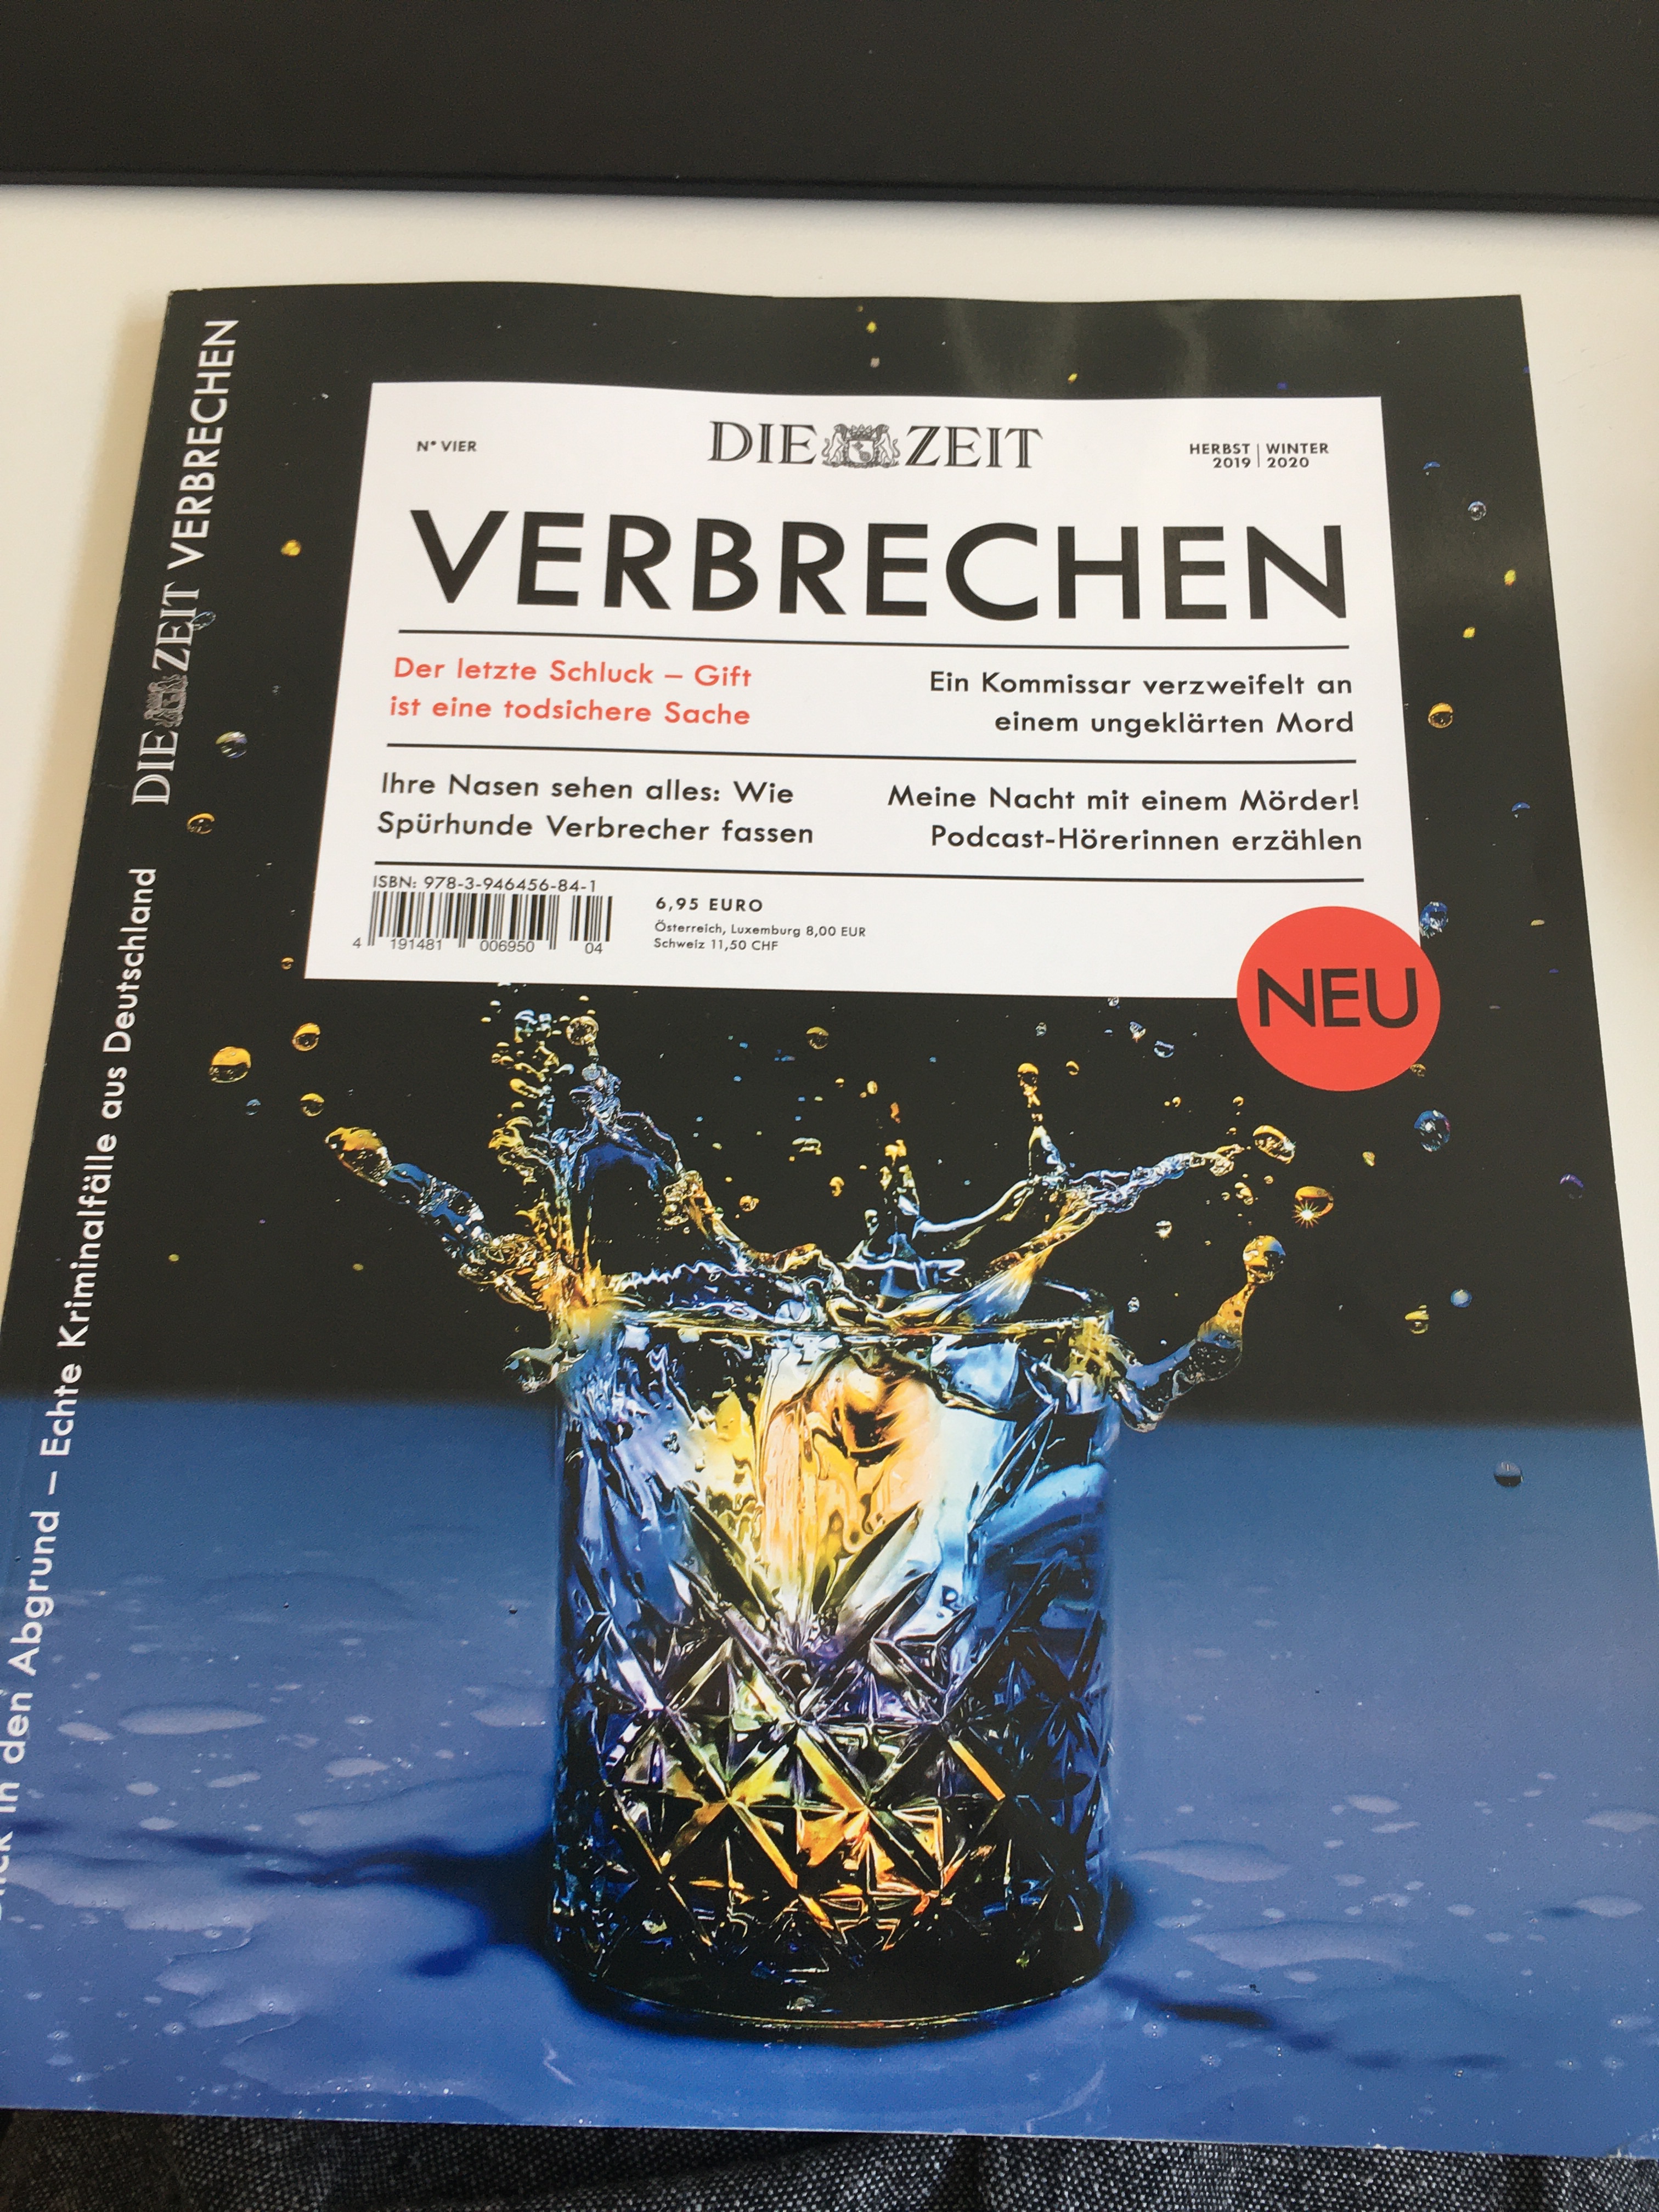 N° VIER
DIE ZEIT
HERBST | WINTER
2019 | 2020
VERBRECHEN
Der letzte Schluck – Gift
ist eine todsichere Sache
Ein Kommissar verzweifelt an
einem ungeklärten Mord
Ihre Nasen sehen alles: Wie
Spürhunde Verbrecher fassen
Meine Nacht mit einem Mörder!
Podcast-Hörerinnen erzählen
ISBN: 978-3-946456-84-1
4 191481 006950 04
6,95 EURO
Österreich, Luxemburg 8,00 EUR
Schweiz 11,50 CHF
NEU
in den Abgrund – Echte Kriminalfälle aus Deutschland DIE ZEIT VERBRECHEN